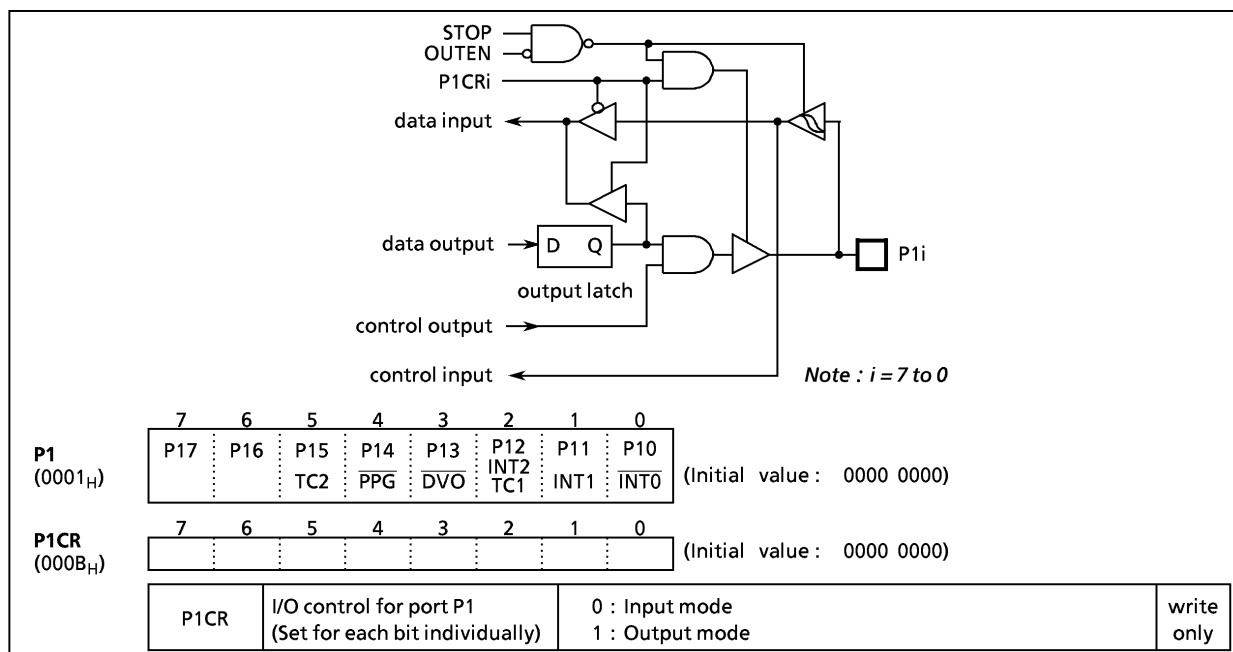 STOP
OUTEN
P1CRi
data input
data output
D Q
P1i
output latch
control output
control input
Note : i = 7 to 0
7 6 5 4 3 2 1 0
P1
(0001H)
P17 P16 P15 P14 P13 P12 P11 P10
TC2 PPG DVO INT2 INT1 INT0
TC1
(Initial value : 0000 0000)
7 6 5 4 3 2 1 0
P1CR
(000BH)
(Initial value : 0000 0000)
P1CR
I/O control for port P1
(Set for each bit individually)
0 : Input mode
1 : Output mode
write
only